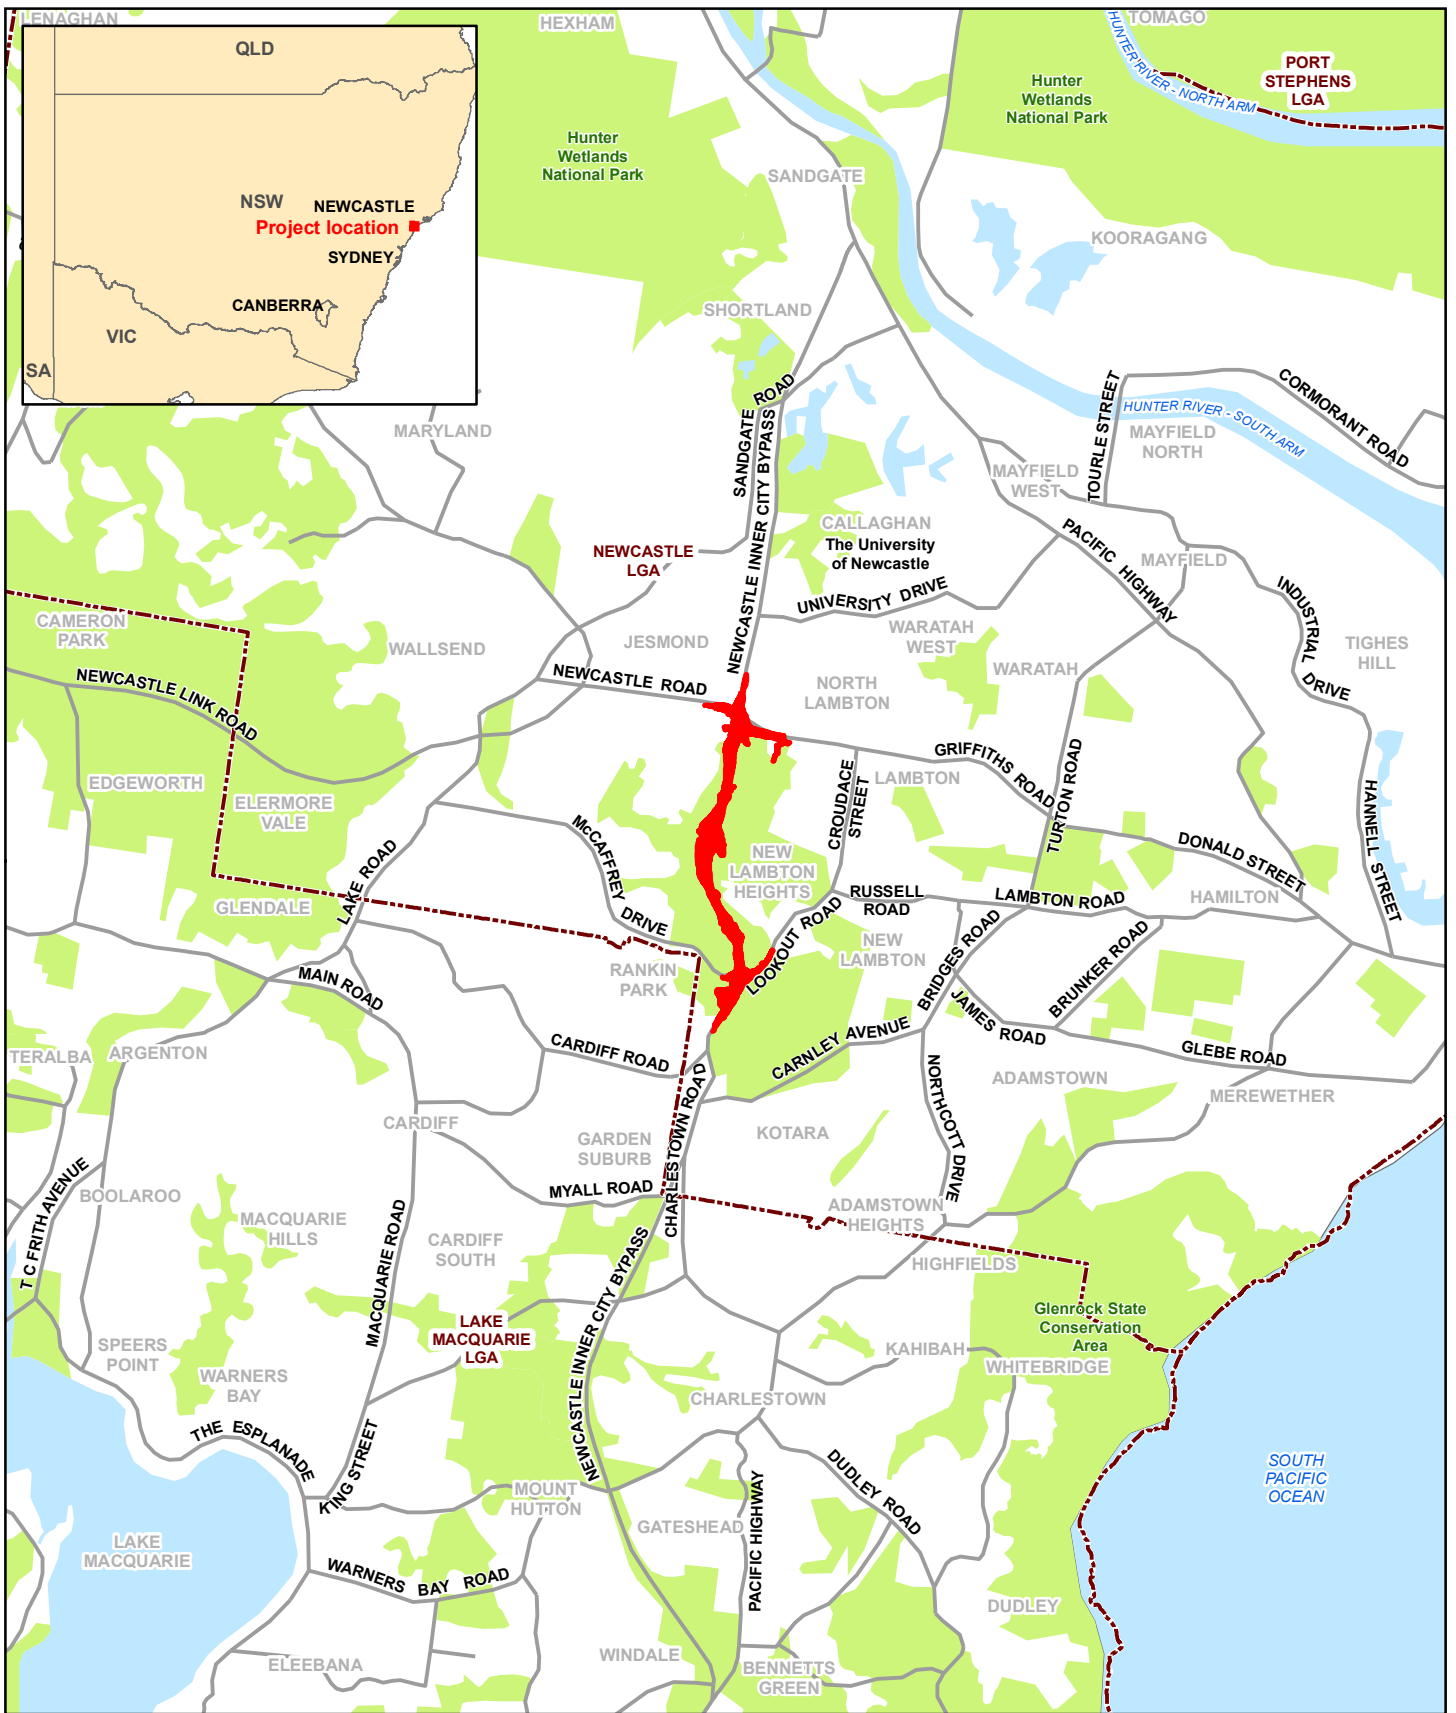 LENAGHAN
HEXHAM
TOMAGO
QLD
NSW
NEWCASTLE
Project location
SYDNEY
CANBERRA
VIC
SA
HUNTER RIVER - NORTH ARM
PORT
STEPHENS
LGA
Hunter
Wetlands
National Park
Hunter
Wetlands
National Park
SANDGATE
KOORAGANG
SHORTLAND
MARYLAND
SANDGATE ROAD
NEWCASTLE INNER CITY BYPASS
TOURLE STREET
CORMORANT ROAD
HUNTER RIVER - SOUTH ARM
MAYFIELD
NORTH
MAYFIELD
WEST
CALLAGHAN
The University
of Newcastle
NEWCASTLE
LGA
PACIFIC HIGHWAY
MAYFIELD
INDUSTRIAL DRIVE
UNIVERSITY DRIVE
CAMERON
PARK
WALLSEND
JESMOND
WARATAH
WEST
WARATAH
TIGHES
HILL
NEWCASTLE LINK ROAD
NEWCASTLE ROAD
NORTH
LAMBTON
EDGEWORTH
ELERMORE
VALE
GRIFFITHS ROAD
LAMBTON
CROUDACE
STREET
TURTON ROAD
HANNELL STREET
McCAFFREY DRIVE
NEW
LAMBTON
HEIGHTS
DONALD STREET
LAKE ROAD
RUSSELL
ROAD
LAMBTON ROAD
HAMILTON
GLENDALE
LOOKOUT ROAD
NEW
LAMBTON
BRIDGES ROAD
BRUNKER ROAD
RANKIN
PARK
MAIN ROAD
JAMES ROAD
TERALBA
ARGENTON
CARDIFF ROAD
CARNLEY AVENUE
GLEBE ROAD
ADAMSTOWN
MEREWETHER
CARDIFF
GARDEN
SUBURB
CHARLESTOWN ROAD
KOTARA
NORTHCOTT DRIVE
T C FRITH AVENUE
BOOLAROO
MYALL ROAD
MACQUARIE
HILLS
MACQUARIE ROAD
CARDIFF
SOUTH
ADAMSTOWN
HEIGHTS
HIGHFIELDS
NEWCASTLE INNER CITY BYPASS
LAKE
MACQUARIE
LGA
Glenrock State
Conservation
Area
SPEERS
POINT
WARNERS
BAY
KAHIBAH
WHITEBRIDGE
CHARLESTOWN
THE ESPLANADE
KING STREET
DUDLEY ROAD
SOUTH
PACIFIC
OCEAN
MOUNT
HUTTON
GATESHEAD
PACIFIC HIGHWAY
LAKE
MACQUARIE
WARNERS BAY ROAD
DUDLEY
ELEEBANA
WINDALE
BENNETTS
GREEN